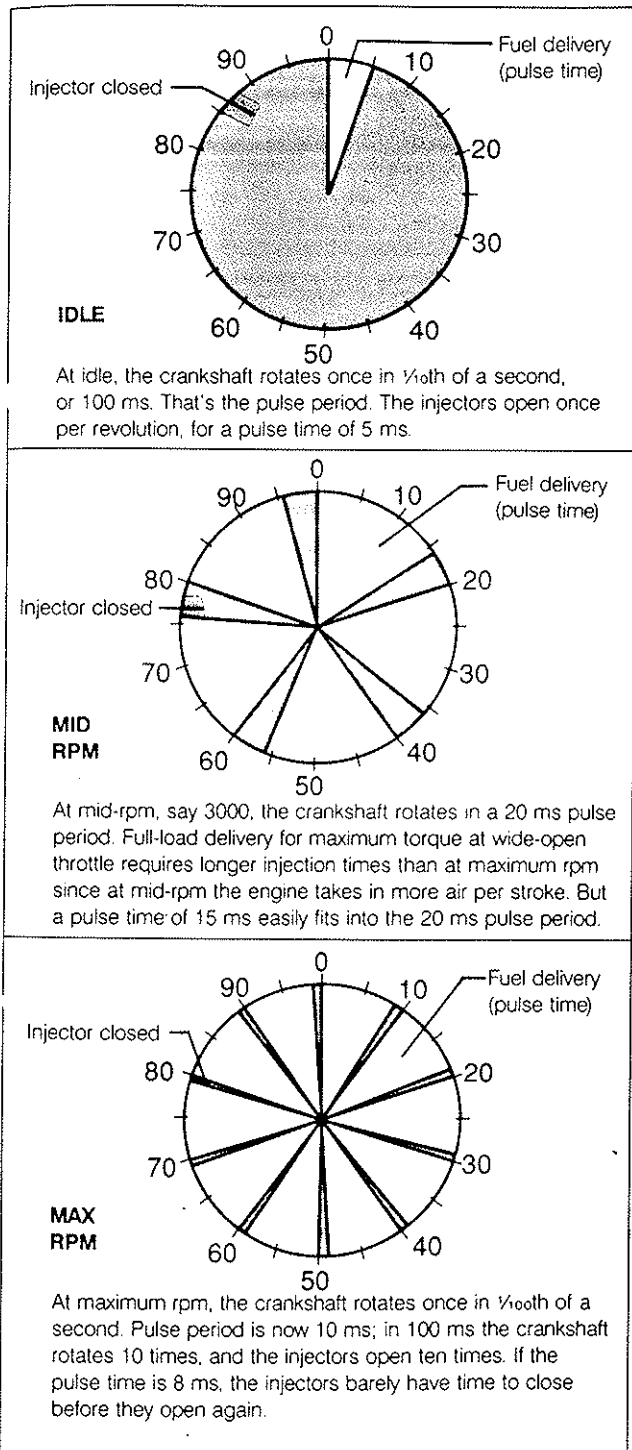 0
90
10
Fuel delivery
(pulse time)
Injector closed
80
20
70
30
IDLE
60
40
50
At idle, the crankshaft rotates once in 1/10th of a second,
or 100 ms. That's the pulse period. The injectors open once
per revolution, for a pulse time of 5 ms.
0
90
10
Fuel delivery
(pulse time)
80
20
Injector closed
70
30
MID
RPM
60
40
50
At mid-rpm, say 3000, the crankshaft rotates in a 20 ms pulse
period. Full-load delivery for maximum torque at wide-open
throttle requires longer injection times than at maximum rpm
since at mid-rpm the engine takes in more air per stroke. But
a pulse time of 15 ms easily fits into the 20 ms pulse period.
0
90
10
Fuel delivery
(pulse time)
Injector closed
80
20
70
30
MAX
RPM
60
40
50
At maximum rpm, the crankshaft rotates once in 1/100th of a
second. Pulse period is now 10 ms; in 100 ms the crankshaft
rotates 10 times, and the injectors open ten times. If the
pulse time is 8 ms, the injectors barely have time to close
before they open again.